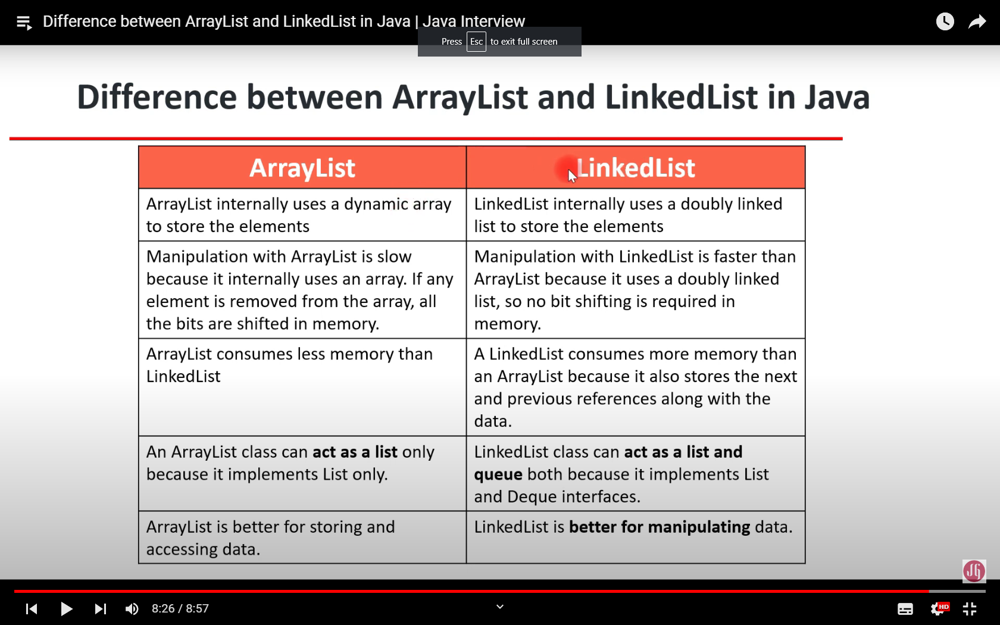 Difference between ArrayList and LinkedList in Java | Java Interview
Press Esc to exit full screen
Difference between ArrayList and LinkedList in Java
ArrayList
LinkedList
ArrayList internally uses a dynamic array
to store the elements
LinkedList internally uses a doubly linked
list to store the elements
Manipulation with ArrayList is slow
because it internally uses an array. If any
element is removed from the array, all
the bits are shifted in memory.
Manipulation with LinkedList is faster than
ArrayList because it uses a doubly linked
list, so no bit shifting is required in
memory.
ArrayList consumes less memory than
LinkedList
A LinkedList consumes more memory than
an ArrayList because it also stores the next
and previous references along with the
data.
An ArrayList class can act as a list only
because it implements List only.
LinkedList class can act as a list and
queue both because it implements List
and Deque interfaces.
ArrayList is better for storing and
accessing data.
LinkedList is better for manipulating data.
JG
8:26 / 8:57
HD